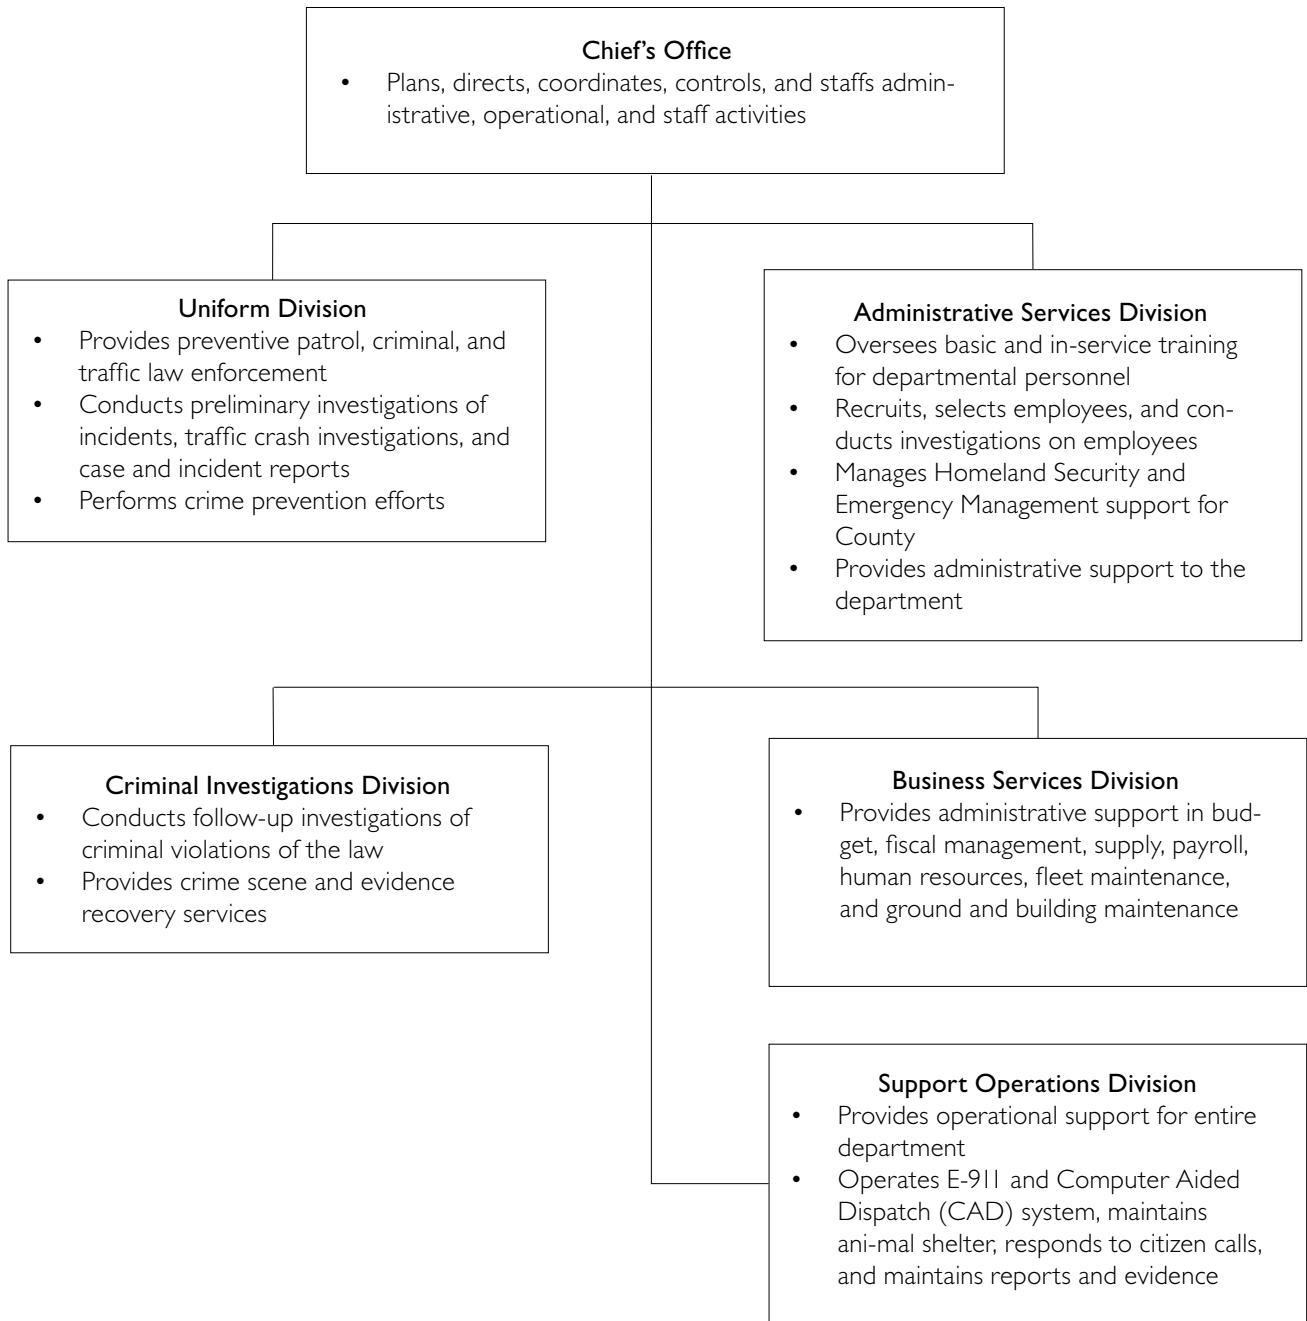 Chief's Office
• Plans, directs, coordinates, controls, and staffs admin-
istrative, operational, and staff activities
Uniform Division
• Provides preventive patrol, criminal, and
traffic law enforcement
• Conducts preliminary investigations of
incidents, traffic crash investigations, and
case and incident reports
• Performs crime prevention efforts
Administrative Services Division
• Oversees basic and in-service training
for departmental personnel
• Recruits, selects employees, and con-
ducts investigations on employees
• Manages Homeland Security and
Emergency Management support for
County
• Provides administrative support to the
department
Criminal Investigations Division
• Conducts follow-up investigations of
criminal violations of the law
• Provides crime scene and evidence
recovery services
Business Services Division
• Provides administrative support in bud-
get, fiscal management, supply, payroll,
human resources, fleet maintenance,
and ground and building maintenance
Support Operations Division
• Provides operational support for entire
department
• Operates E-911 and Computer Aided
Dispatch (CAD) system, maintains
ani-mal shelter, responds to citizen calls,
and maintains reports and evidence